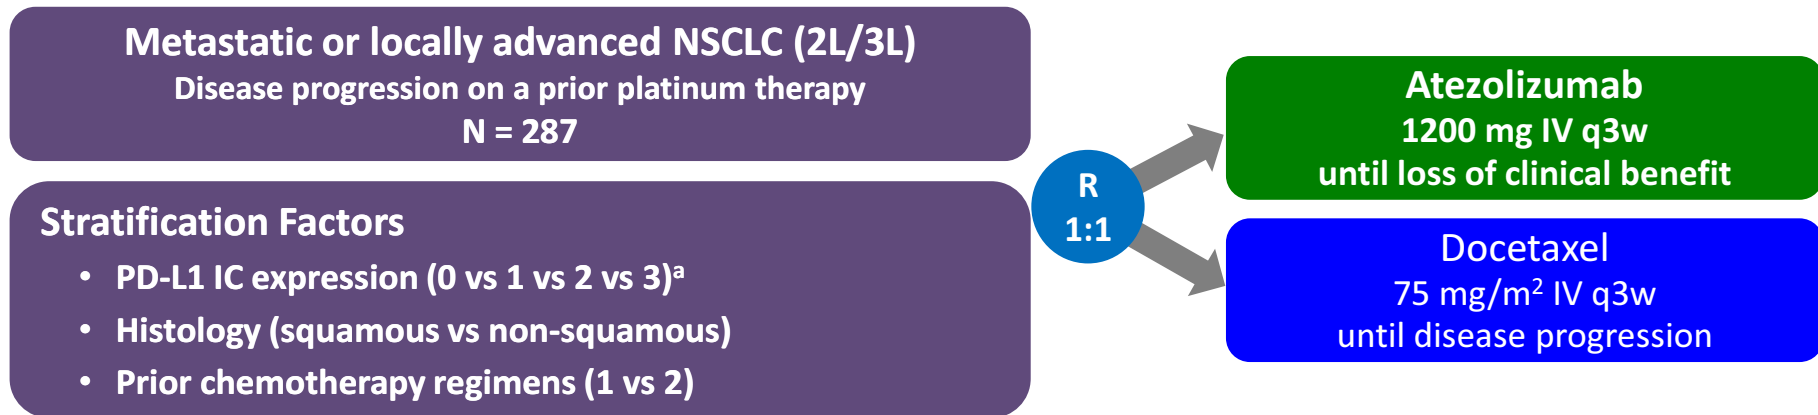 Metastatic or locally advanced NSCLC (2L/3L)
Disease progression on a prior platinum therapy
N = 287
Stratification Factors
• PD-L1 IC expression (0 vs 1 vs 2 vs 3)ᵃ
• Histology (squamous vs non-squamous)
• Prior chemotherapy regimens (1 vs 2)
R
1:1
Atezolizumab
1200 mg IV q3w
until loss of clinical benefit
Docetaxel
75 mg/m² IV q3w
until disease progression